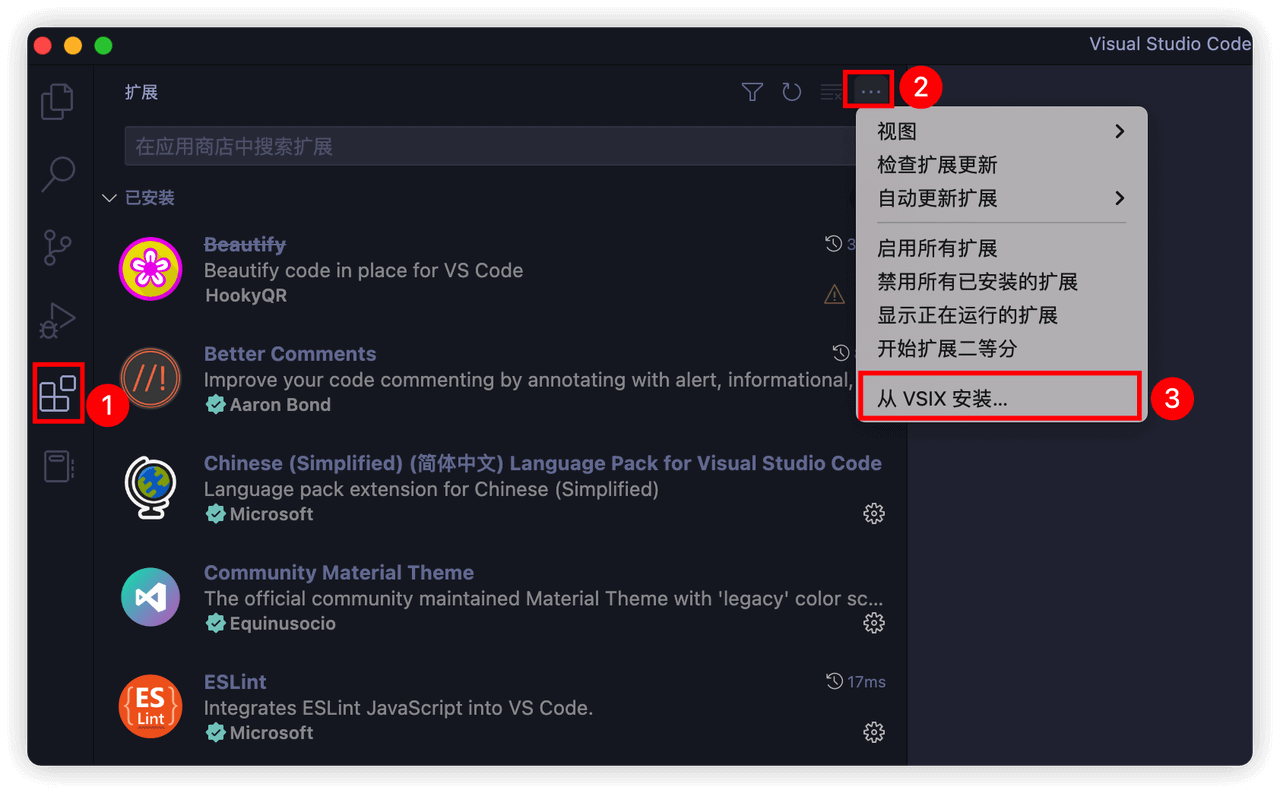 Visual Studio Code
扩展
2
在应用商店中搜索扩展
已安装
Beautify
3
Beautify code in place for VS Code
HookyQR
//!
Better Comments
Improve your code commenting by annotating with alert, informational,
Aaron Bond
1
Chinese (Simplified) (简体中文) Language Pack for Visual Studio Code
Language pack extension for Chinese (Simplified)
Microsoft
Community Material Theme
The official community maintained Material Theme with 'legacy' color sc...
Equinusocio
ES
Lint
ESLint
17ms
Integrates ESLint JavaScript into VS Code.
Microsoft
视图
检查扩展更新
自动更新扩展
启用所有扩展
禁用所有已安装的扩展
显示正在运行的扩展
开始扩展二等分
从 VSIX 安装...
3